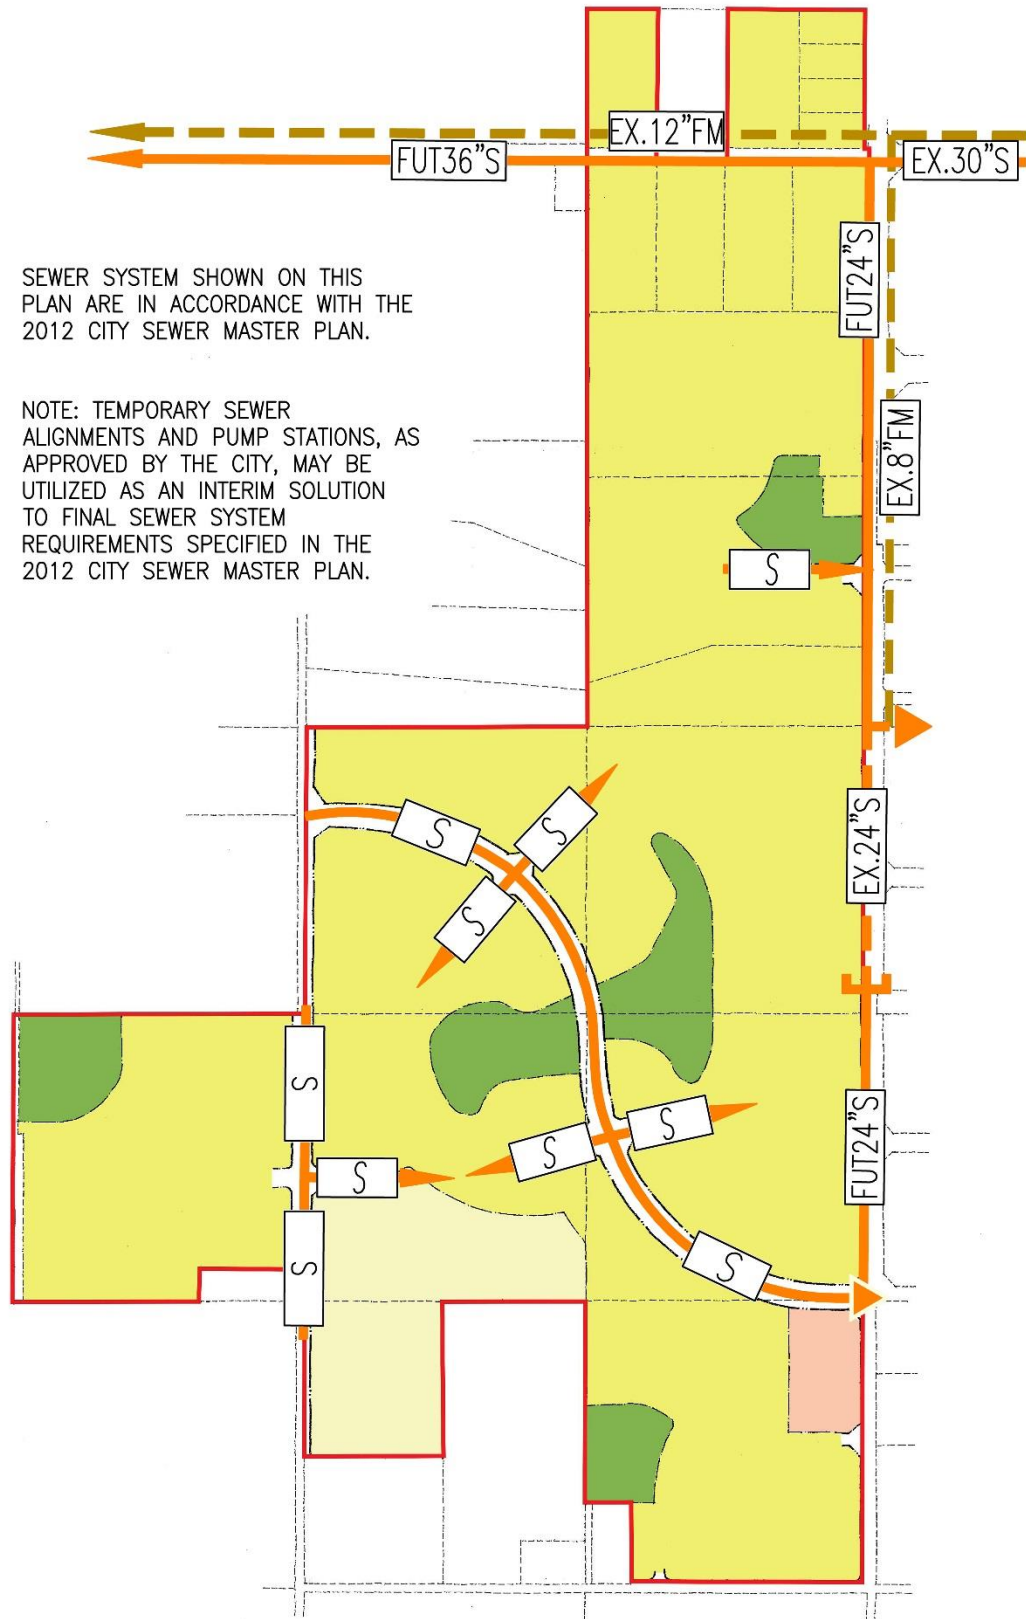 EX.12"FM
FUT36"S
EX.30"S
FUT24"S
SEWER SYSTEM SHOWN ON THIS
PLAN ARE IN ACCORDANCE WITH THE
2012 CITY SEWER MASTER PLAN.
NOTE: TEMPORARY SEWER
ALIGNMENTS AND PUMP STATIONS, AS
APPROVED BY THE CITY, MAY BE
UTILIZED AS AN INTERIM SOLUTION
TO FINAL SEWER SYSTEM
REQUIREMENTS SPECIFIED IN THE
2012 CITY SEWER MASTER PLAN.
EX.8"FM
S
S
S
EX.24"S
S
S
S
S
FUT24"S
S
S
S